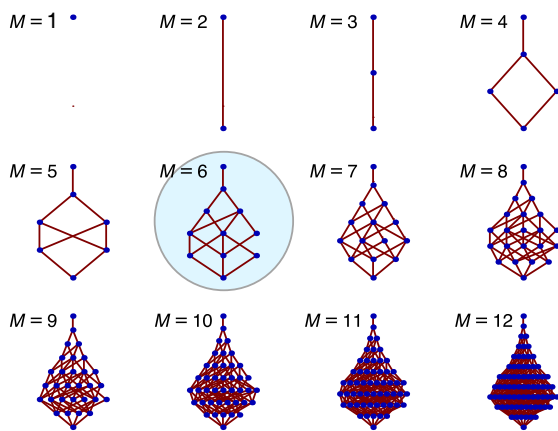 M = 1
M = 2
M = 3
M = 4
M = 5
M = 6
M = 7
M = 8
M = 9
M = 10
M = 11
M = 12